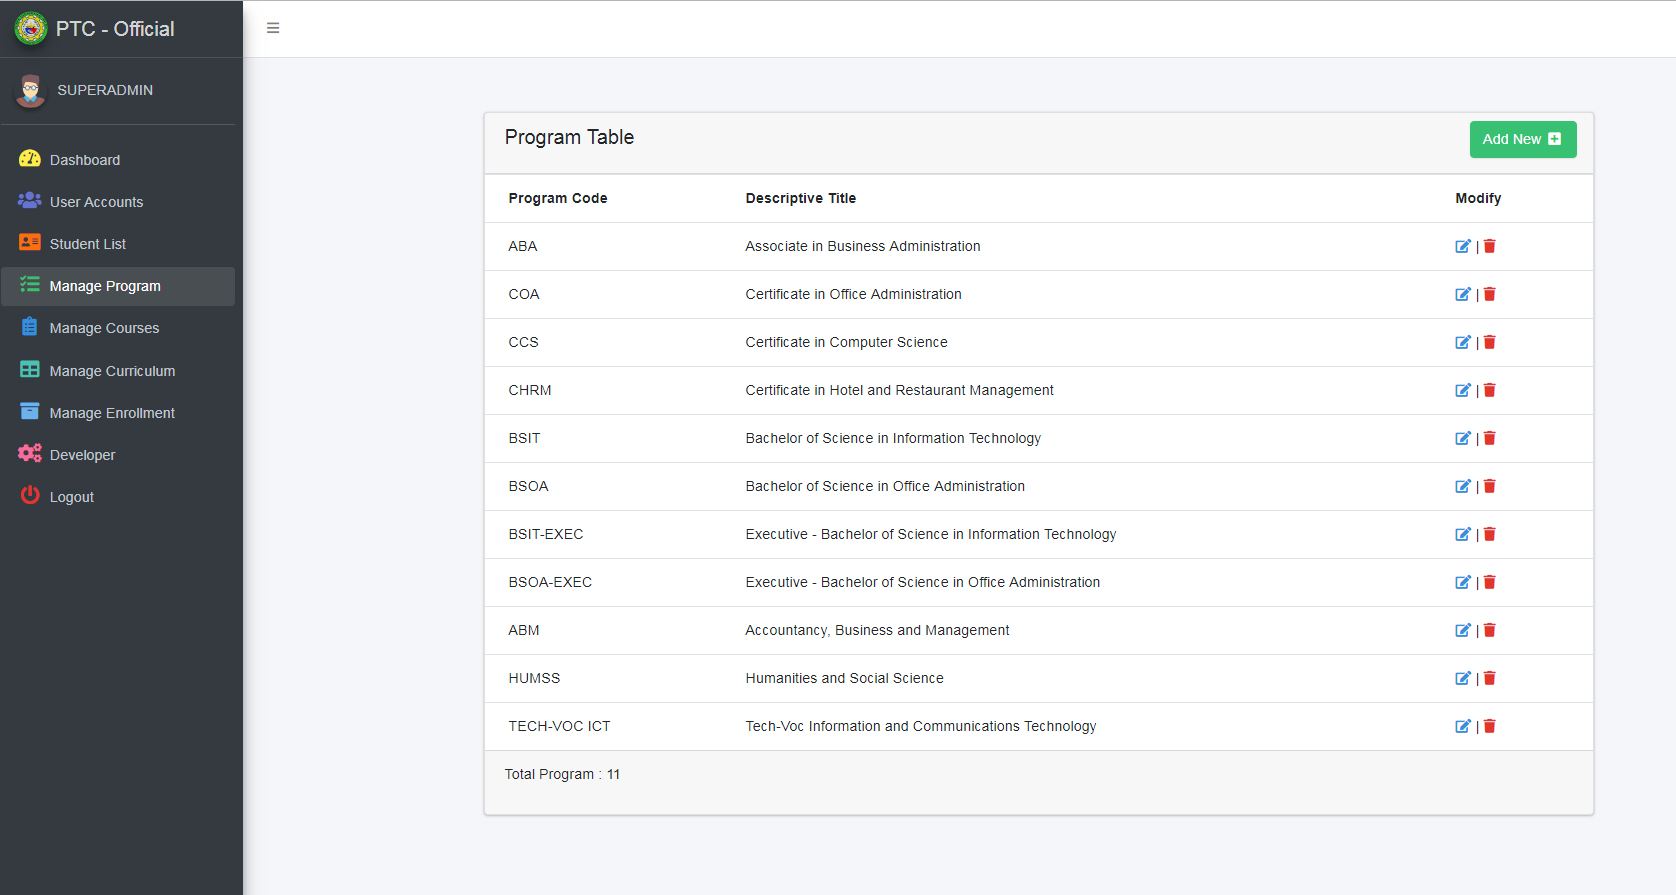 PTC - Official
SUPERADMIN
Dashboard
User Accounts
Student List
Manage Program
Manage Courses
Manage Curriculum
Manage Enrollment
Developer
Logout
Program Table
Add New
Program Code Descriptive Title Modify
ABA Associate in Business Administration |
COA Certificate in Office Administration |
CCS Certificate in Computer Science |
CHRM Certificate in Hotel and Restaurant Management |
BSIT Bachelor of Science in Information Technology |
BSOA Bachelor of Science in Office Administration |
BSIT-EXEC Executive - Bachelor of Science in Information Technology |
BSOA-EXEC Executive - Bachelor of Science in Office Administration |
ABM Accountancy, Business and Management |
HUMSS Humanities and Social Science |
TECH-VOC ICT Tech-Voc Information and Communications Technology |
Total Program : 11